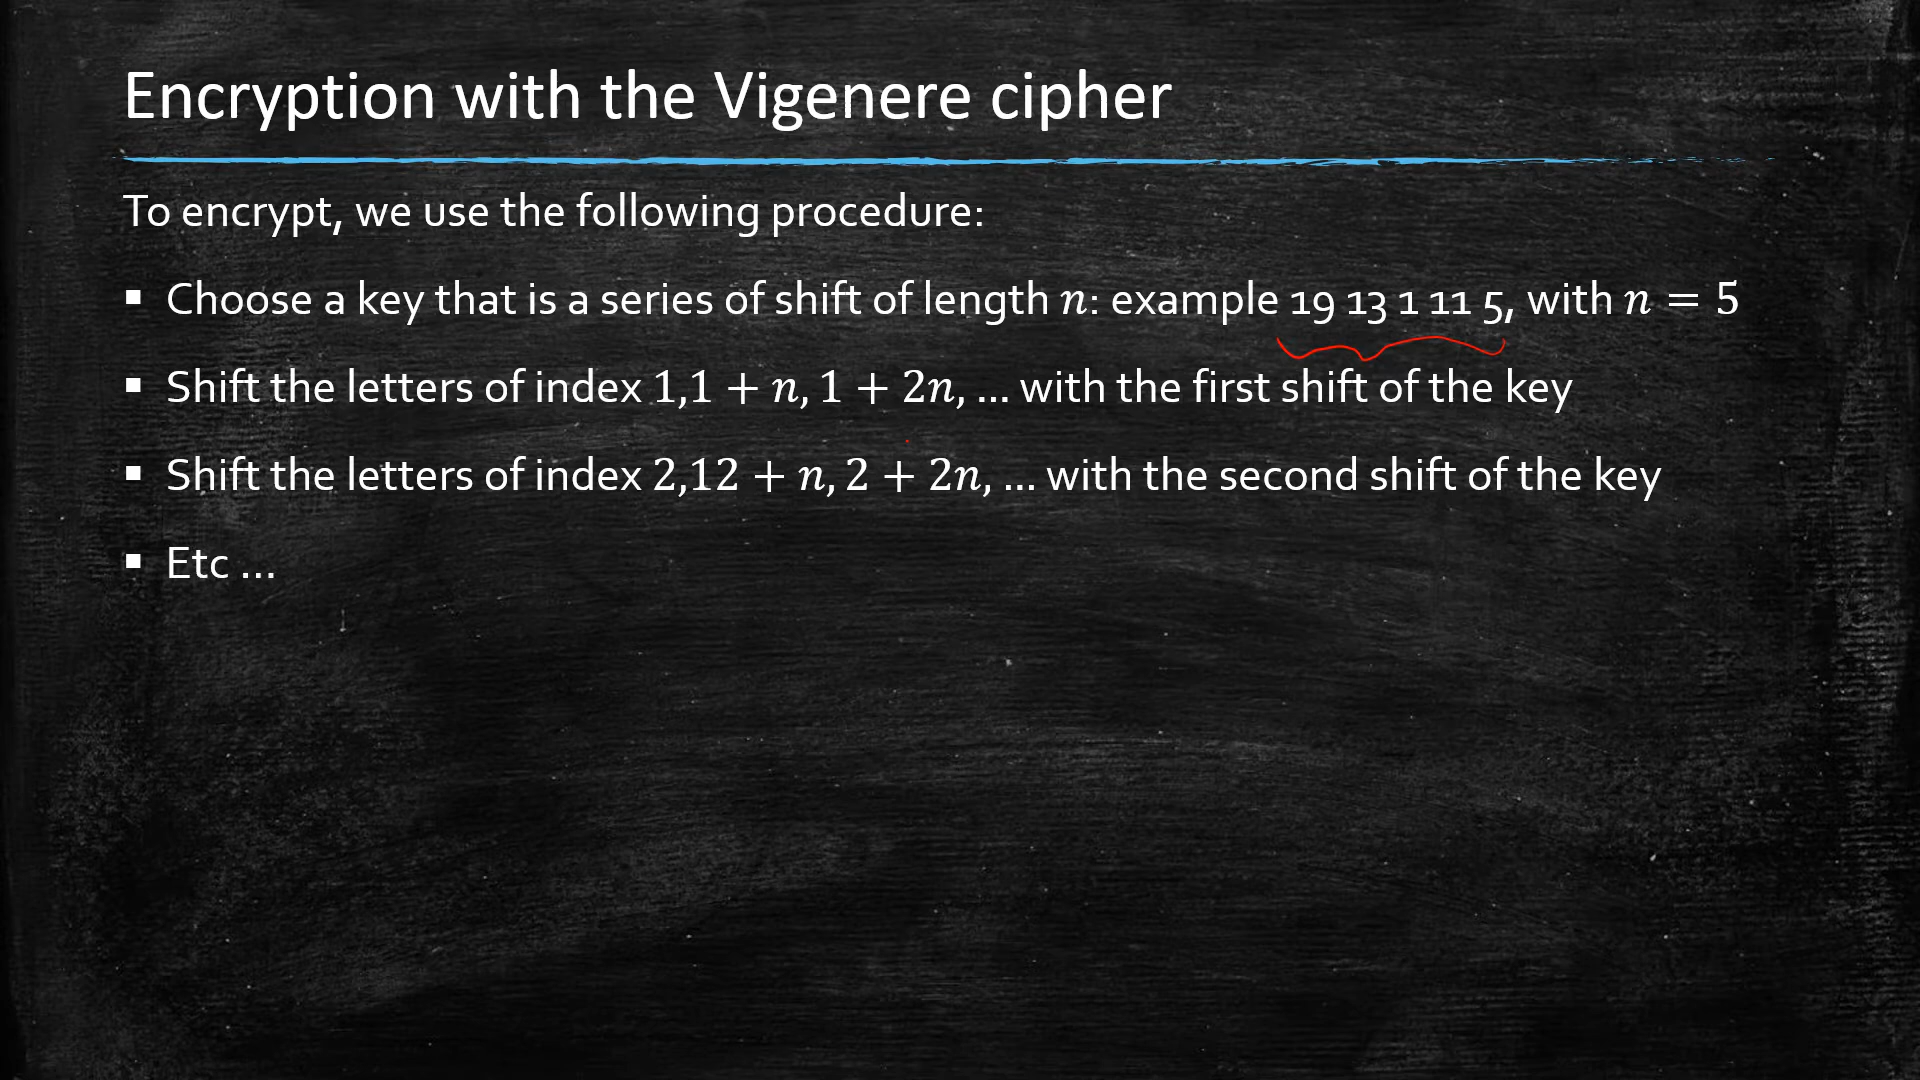 Encryption with the Vigenere cipher
To encrypt, we use the following procedure:
▪ Choose a key that is a series of shift of length n: example 19 13 1 11 5, with n = 5
▪ Shift the letters of index 1,1 + n, 1 + 2n, ... with the first shift of the key
▪ Shift the letters of index 2,12 + n, 2 + 2n, ... with the second shift of the key
▪ Etc ...